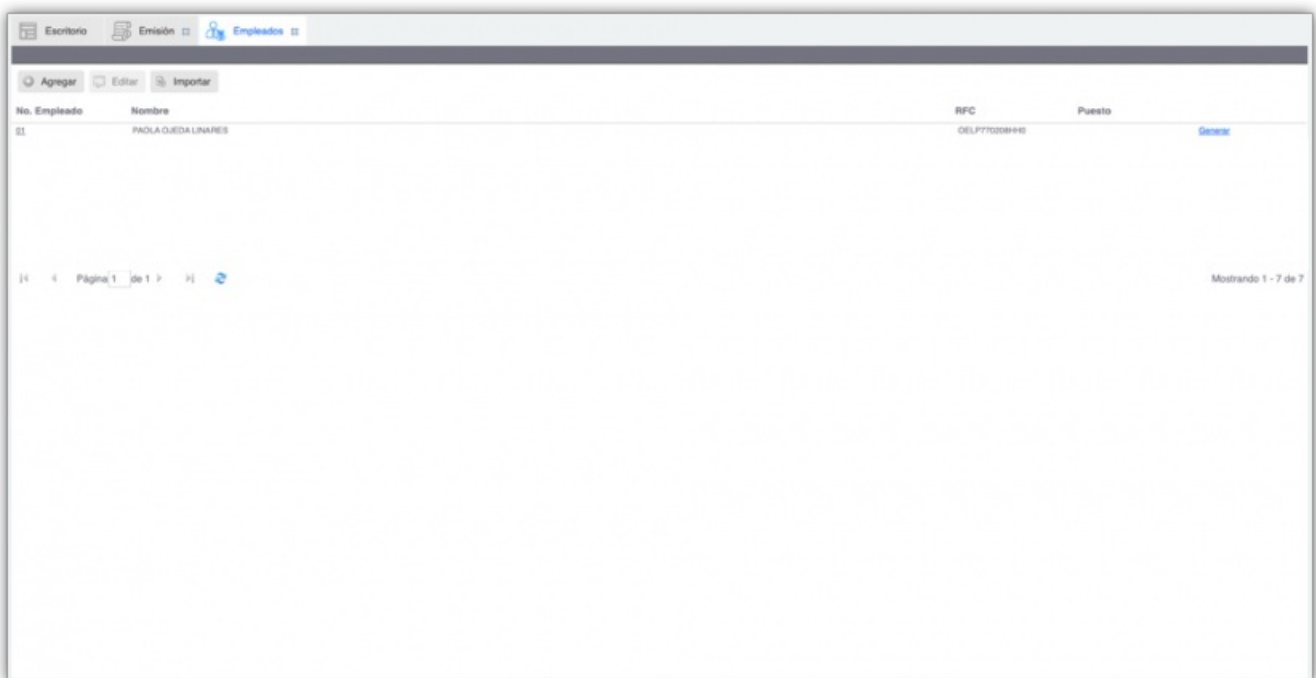 Escritorio Emisión Empleados
Agregar Editar Importar
No. Empleado Nombre RFC Puesto
01 PAOLA OJEDA LINARES OELP770208HH0 Generar
Página 1 de 1 Mostrando 1 - 7 de 7